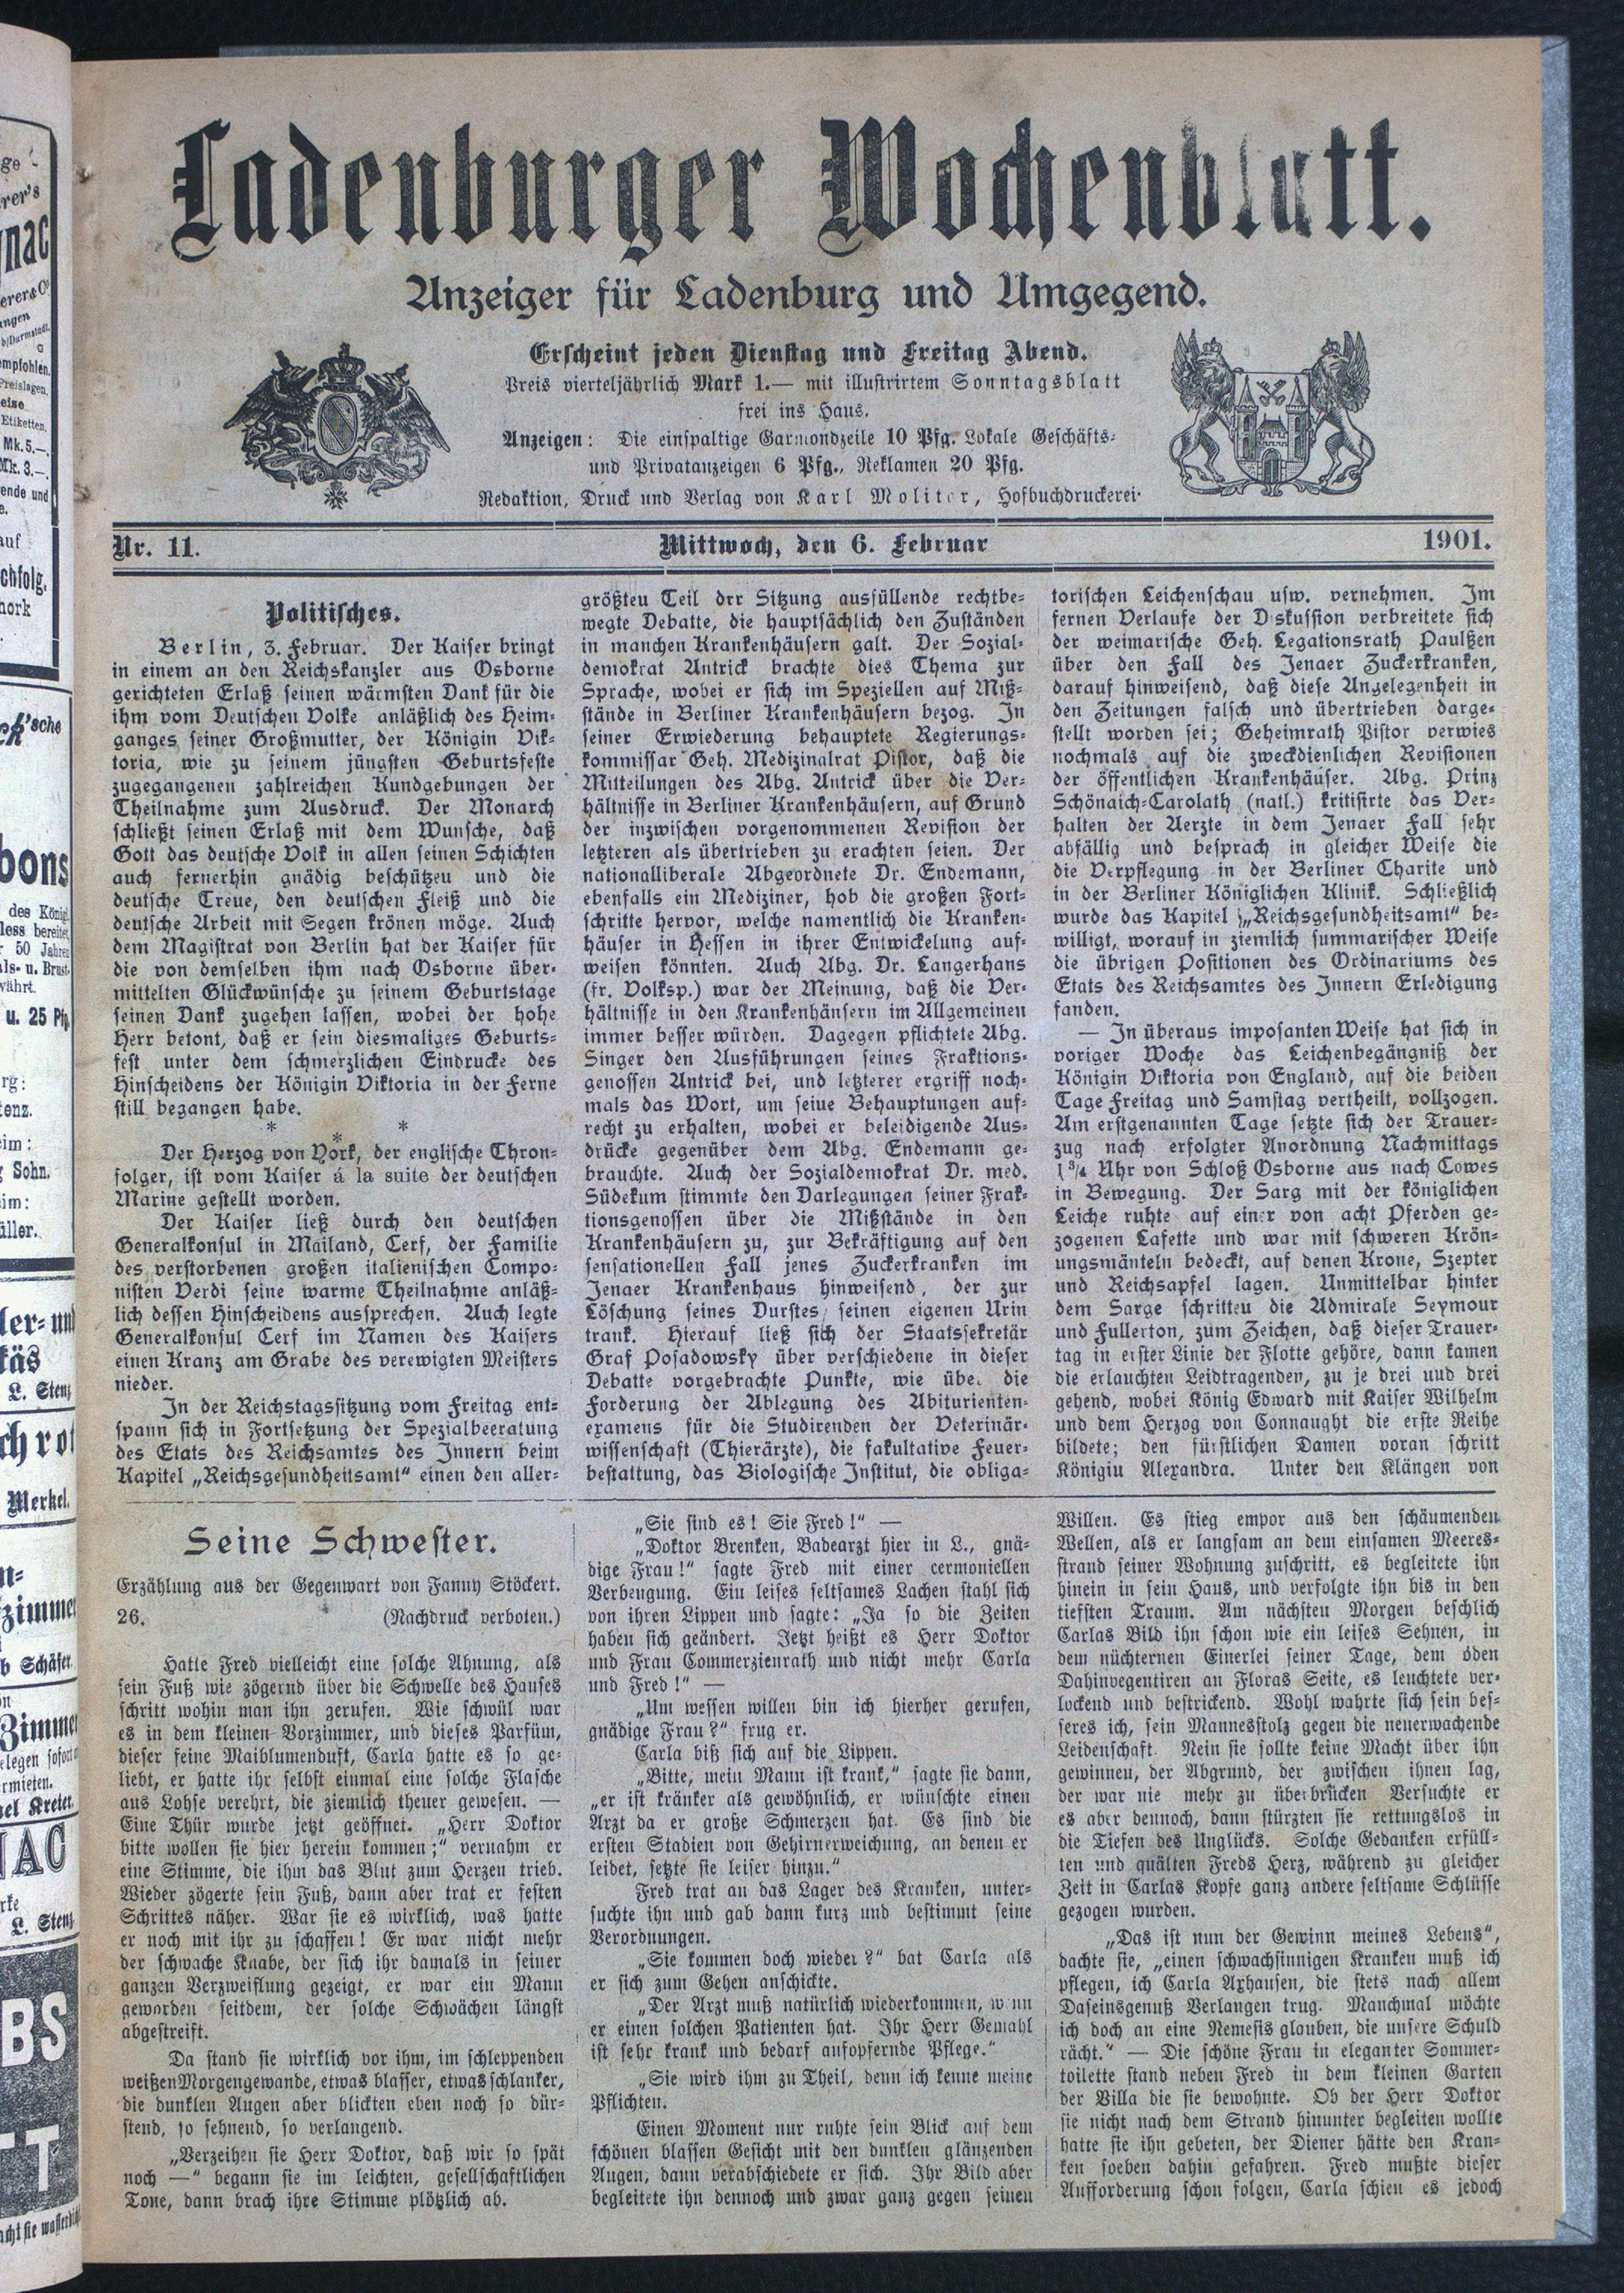 Ladenburger Wochenblatt.
Anzeiger für Ladenburg und Umgegend.
Erscheint jeden Dienstag und Freitag Abend.
Preis vierteljährlich Mark 1.— mit illustrirtem Sonntagsblatt
frei ins Haus.
Anzeigen: Die einspaltige Garmondzeile 10 Pfg. Lokale Geschäfts-
und Privatanzeigen 6 Pfg., Reklamen 20 Pfg.
Redaktion, Druck und Verlag von Karl Molitor, Hofbuchdruckerei.
Nr. 11. Mittwoch, den 6. Februar 1901.
Politisches.
Berlin, 3. Februar. Der Kaiser bringt
in einem an den Reichskanzler aus Osborne
gerichteten Erlaß seinen wärmsten Dank für die
ihm vom Deutschen Volke anläßlich des Heim-
ganges seiner Großmutter, der Königin Vik-
toria, wie zu seinem jüngsten Geburtsfeste
zugegangenen zahlreichen Kundgebungen der
Theilnahme zum Ausdruck. Der Monarch
schließt seinen Erlaß mit dem Wunsche, daß
Gott das deutsche Volk in allen seinen Schichten
auch fernerhin gnädig beschützeu und die
deutsche Treue, den deutschen Fleiß und die
deutsche Arbeit mit Segen krönen möge. Auch
dem Magistrat von Berlin hat der Kaiser für
die von demselben ihm nach Osborne über-
mittelten Glückwünsche zu seinem Geburtstage
seinen Dank zugehen lassen, wobei der hohe
Herr betont, daß er sein diesmaliges Geburts-
fest unter dem schmerzlichen Eindrucke des
Hinscheidens der Königin Viktoria in der Ferne
still begangen habe.
* * *
Der Herzog von York, der englische Thron-
folger, ist vom Kaiser á la suite der deutschen
Marine gestellt worden.
Der Kaiser ließ durch den deutschen
Generalkonsul in Mailand, Cerf, der Familie
des verstorbenen großen italienischen Compo-
nisten Verdi seine warme Theilnahme anläß-
lich dessen Hinscheidens aussprechen. Auch legte
Generalkonsul Cerf im Namen des Kaisers
einen Kranz am Grabe des verewigten Meisters
nieder.
In der Reichstagssitzung vom Freitag ent-
spann sich in Fortsetzung der Spezialbeeratung
des Etats des Reichsamtes des Innern beim
Kapitel „Reichsgesundheitsamt“ einen den aller-
größten Teil drr Sitzung ausfüllende rechtbe-
wegte Debatte, die hauptsächlich den Zuständen
in manchen Krankenhäusern galt. Der Sozial-
demokrat Antrick brachte dies Thema zur
Sprache, wobei er sich im Speziellen auf Miß-
stände in Berliner Krankenhäusern bezog. In
seiner Erwiederung behauptete Regierungs-
kommissar Geh. Medizinalrat Pistor, daß die
Mitteilungen des Abg. Antrick über die Ver-
hältnisse in Berliner Krankenhäusern, auf Grund
der inzwischen vorgenommenen Revision der
letzteren als übertrieben zu erachten seien. Der
nationalliberale Abgeordnete Dr. Endemann,
ebenfalls ein Mediziner, hob die großen Fort-
schritte hervor, welche namentlich die Kranken-
häuser in Hessen in ihrer Entwickelung auf-
weisen könnten. Auch Abg. Dr. Langerhans
(fr. Volksp.) war der Meinung, daß die Ver-
hältnisse in den Krankenhänsern im Allgemeinen
immer besser würden. Dagegen pflichtete Abg.
Singer den Ausführungen seines Fraktions-
genossen Antrick bei, und letzterer ergriff noch-
mals das Wort, um seiue Behauptungen auf-
recht zu erhalten, wobei er beleidigende Aus-
drücke gegenüber dem Abg. Endemann ge-
brauchte. Auch der Sozialdemokrat Dr. med.
Südekum stimmte den Darlegungen seiner Frak-
tionsgenossen über die Mißstände in den
Krankenhäusern zu, zur Bekräftigung auf den
sensationellen Fall jenes Zuckerkranken im
Jenaer Krankenhaus hinweisend, der zur
Löschung seines Durstes seinen eigenen Urin
trank. Hierauf ließ sich der Staatssekretär
Graf Posadowsky über verschiedene in dieser
Debatte vorgebrachte Punkte, wie übe die
Forderung der Ablegung des Abiturienten-
examens für die Studirenden der Veterinär-
wissenschaft (Thierärzte), die fakultative Feuer-
bestattung, das Biologische Institut, die obliga-
torischen Leichenschau usw. vernehmen. Im
fernen Verlaufe der D skussion verbreitete sich
der weimarische Geh. Legationsrath Paulßen
über den Fall des Jenaer Zuckerkranken,
darauf hinweisend, daß diese Angelegenheit in
den Zeitungen falsch und übertrieben darge-
stellt worden sei; Geheimrath Pistor verwies
nochmals auf die zweckdienlichen Revisionen
der öffentlichen Krankenhäuser. Abg. Prinz
Schönaich-Carolath (natl.) kritisirte das Ver-
halten der Aerzte in dem Jenaer Fall sehr
abfällig und besprach in gleicher Weise die
die Verpflegung in der Berliner Charite und
in der Berliner Königlichen Klinik. Schließlich
wurde das Kapitel „Reichsgesundheitsamt“ be-
willigt, worauf in ziemlich summarischer Weise
die übrigen Positionen des Ordinariums des
Etats des Reichsamtes des Innern Erledigung
fanden.
— In überaus imposanten Weise hat sich in
voriger Woche das Leichenbegängniß der
Königin Viktoria von England, auf die beiden
Tage Freitag und Samstag vertheilt, vollzogen.
Am erstgenannten Tage setzte sich der Trauer-
zug nach erfolgter Anordnung Nachmittags
1¾ Uhr von Schloß Osborne aus nach Cowes
in Bewegung. Der Sarg mit der königlichen
Leiche ruhte auf einer von acht Pferden ge-
zogenen Lafette und war mit schweren Krön-
ungsmänteln bedeckt, auf denen Krone, Szepter
und Reichsapfel lagen. Unmittelbar hinter
dem Sarge schritteu die Admirale Seymour
und Fullerton, zum Zeichen, daß dieser Trauer-
tag in erster Linie der Flotte gehöre, dann kamen
die erlauchten Leidtragenden, zu je drei und drei
gehend, wobei König Edward mit Kaiser Wilhelm
und dem Herzog von Connaught die erste Reihe
bildete; den fürstlichen Damen voran schritt
Königiu Alexandra. Unter den Klängen von
Seine Schwester.
Erzählung aus der Gegenwart von Fanny Stöckert.
26. (Nachdruck verboten.)
Hatte Fred vielleicht eine solche Ahnung, als
sein Fuß wie zögernd über die Schwelle des Hauses
schritt wohin man ihn gerufen. Wie schwül war
es in dem kleinen Vorzimmer, und dieses Parfüm,
dieser feine Maiblumenduft, Carla hatte es so ge-
liebt, er hatte ihr selbst einmal eine solche Flasche
aus Lohse verehrt, die ziemlich theuer gewesen. —
Eine Thür wurde jetzt geöffnet. „Herr Doktor
bitte wollen sie hier herein kommen;“ vernahm er
eine Stimme, die ihm das Blut zum Herzen trieb.
Wieder zögerte sein Fuß, dann aber trat er festen
Schrittes näher. War sie es wirklich, was hatte
er noch mit ihr zu schaffen! Er war nicht mehr
der schwache Knabe, der sich ihr damals in seiner
ganzen Verzweiflung gezeigt, er war ein Mann
geworden seitdem, der solche Schwächen längst
abgestreift.
Da stand sie wirklich vor ihm, im schleppenden
weißen Morgengewande, etwas blasser, etwas schlanker,
die dunklen Augen aber blickten eben noch so dür-
stend, so sehnend, so verlangend.
„Verzeihen sie Herr Doktor, daß wir so spät
noch —“ begann sie im leichten, gesellschaftlichen
Tone, dann brach ihre Stimme plötzlich ab.
„Sie sind es! Sie Fred!“ —
„Doktor Brenken, Badearzt hier in L., gnä-
dige Frau!“ sagte Fred mit einer cermoniellen
Verbeugung. Ein leises seltsames Lachen stahl sich
von ihren Lippen und sagte: „Ja so die Zeiten
haben sich geändert. Jetzt heißt es Herr Doktor
und Frau Commerzienrath und nicht mehr Carla
und Fred!“ —
„Um wessen willen bin ich hierher gerufen,
gnädige Frau?“ frug er.
Carla biß sich auf die Lippen.
„Bitte, mein Mann ist krank,“ sagte sie dann,
„er ist kränker als gewöhnlich, er wünschte einen
Arzt da er große Schmerzen hat. Es sind die
ersten Stadien von Gehirnerweichung, an denen er
leidet, setzte sie leiser hinzu.“
Fred trat an das Lager des Kranken, unter-
suchte ihn und gab dann kurz und bestimmt seine
Verordnungen.
„Sie kommen doch wieder?“ bat Carla als
er sich zum Gehen anschickte.
„Der Arzt muß natürlich wiederkommen, w nn
er einen solchen Patienten hat. Ihr Herr Gemahl
ist sehr krank und bedarf aufopfernde Pflege.“
„Sie wird ihm zu Theil, denn ich kenne meine
Pflichten.
Einen Moment nur ruhte sein Blick auf dem
schönen blassen Gesicht mit den dunklen glänzenden
Augen, dann verabschiedete er sich. Ihr Bild aber
begleitete ihn dennoch und zwar ganz gegen seinen
Willen. Es stieg empor aus den schäumenden
Wellen, als er langsam an dem einsamen Meeres-
strand seiner Wohnung zuschritt, es begleitete ihn
hinein in sein Haus, und verfolgte ihn bis in den
tiefsten Traum. Am nächsten Morgen beschlich
Carlas Bild ihn schon wie ein leises Sehnen, in
dem nüchternen Einerlei seiner Tage, dem öden
Dahinvegentiren an Floras Seite, es leuchtete ver-
lockend und bestrickend. Wohl wahrte sich sein bes-
seres ich, sein Mannesstolz gegen die neuerwachende
Leidenschaft. Nein sie sollte keine Macht über ihn
gewinnen, der Abgrund, der zwischen ihnen lag,
der war nie mehr zu überbrücken Versuchte er
es aber dennoch, dann stürzten sie rettungslos in
die Tiefen des Unglücks. Solche Gedanken erfüll-
ten und quälten Freds Herz, während zu gleicher
Zeit in Carlas Kopfe ganz andere seltsame Schlüsse
gezogen wurden.
„Das ist nun der Gewinn meines Lebens“,
dachte sie, „einen schwachsinnigen Kranken muß ich
pflegen, ich Carla Axhausen, die stets nach allem
Daseinsgenuß Verlangen trug. Manchmal möchte
ich doch an eine Nemesis glauben, die unsere Schuld
rächt.“ — Die schöne Frau in eleganter Sommer-
toilette stand neben Fred in dem kleinen Garten
der Villa die sie bewohnte. Ob der Herr Doktor
sie nicht nach dem Strand hinunter begleiten wollte
hatte sie ihn gebeten, der Diener hätte den Kran-
ken soeben dahin gefahren. Fred mußte dieser
Aufforderung schon folgen, Carla schien es jedoch